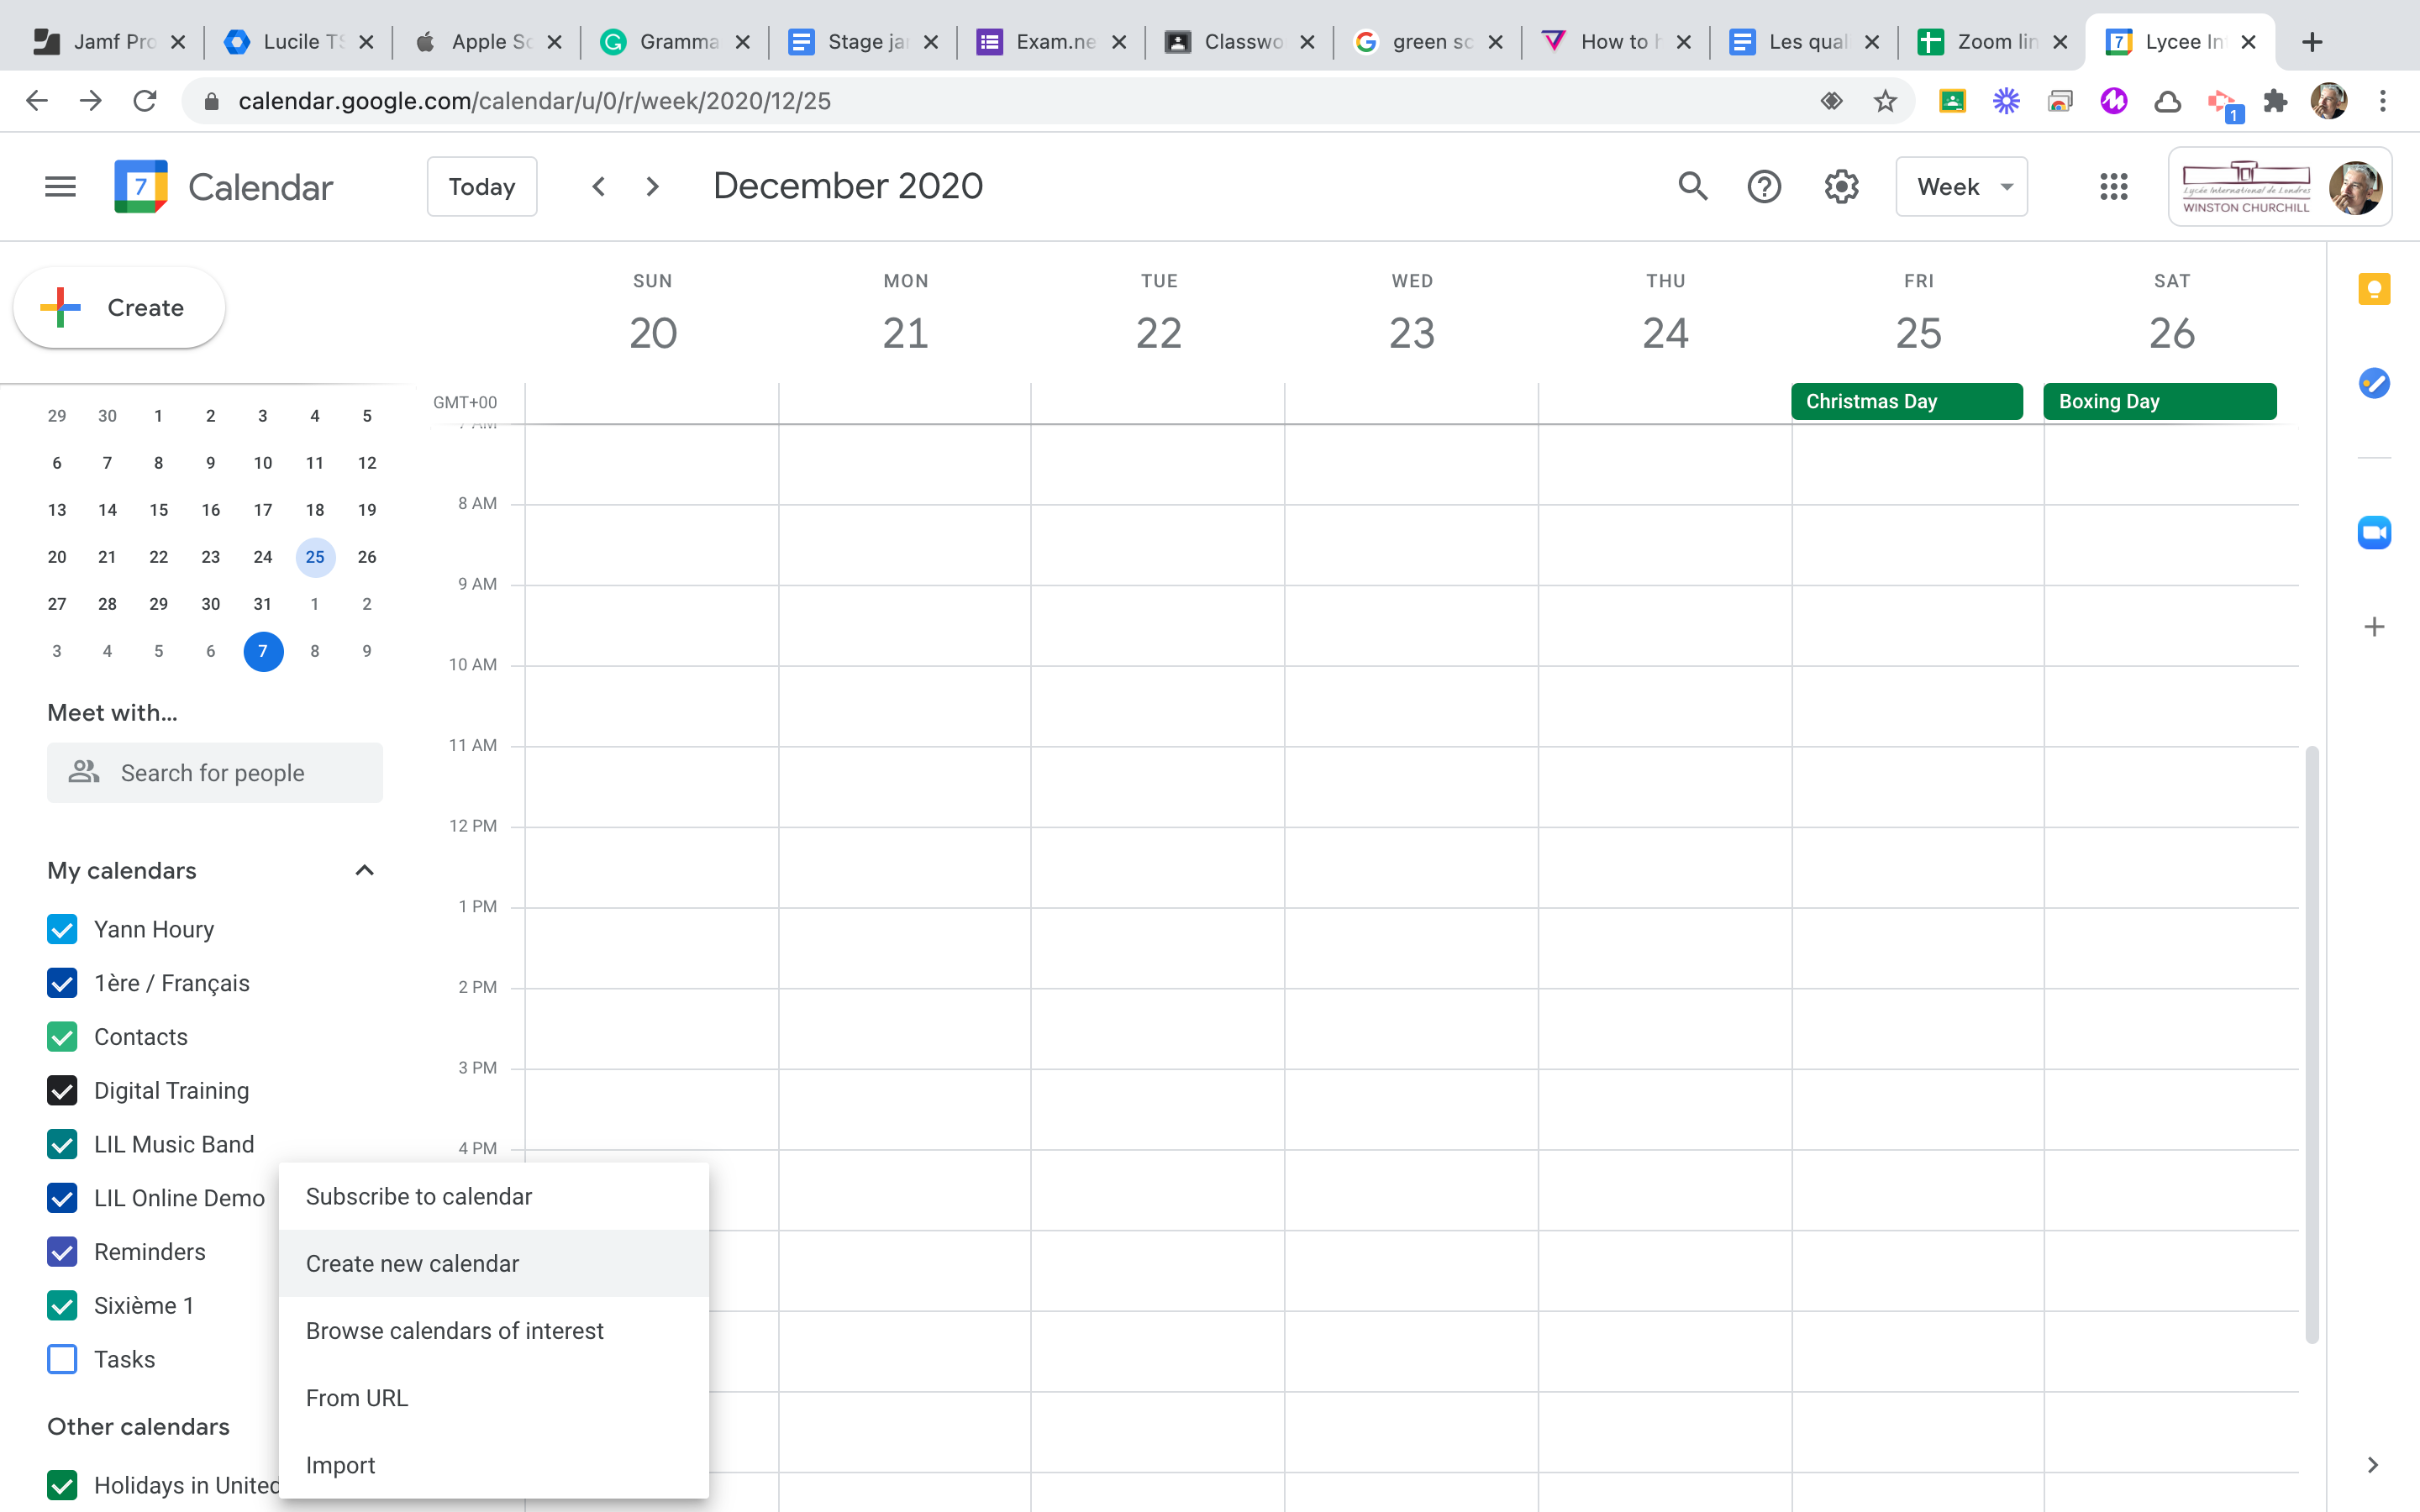 Jamf Pro
Lucile TS
Apple Sc
Gramma
Stage jan
Exam.ne
Classwo
green sc
How to h
Les quali
Zoom lin
Lycee In
calendar.google.com/calendar/u/0/r/week/2020/12/25
1
7
Calendar
Today
December 2020
Week
Lycée International de Londres
WINSTON CHURCHILL
Create
SUN MON TUE WED THU FRI SAT
20 21 22 23 24 25 26
GMT+00
Christmas Day
Boxing Day
29 30 1 2 3 4 5
6 7 8 9 10 11 12
13 14 15 16 17 18 19
20 21 22 23 24 25 26
27 28 29 30 31 1 2
3 4 5 6 7 8 9
7 AM
8 AM
9 AM
10 AM
11 AM
12 PM
1 PM
2 PM
3 PM
4 PM
Meet with...
Search for people
My calendars
Yann Houry
1ère / Français
Contacts
Digital Training
LIL Music Band
LIL Online Demo
Reminders
Sixième 1
Tasks
Other calendars
Holidays in United
Subscribe to calendar
Create new calendar
Browse calendars of interest
From URL
Import